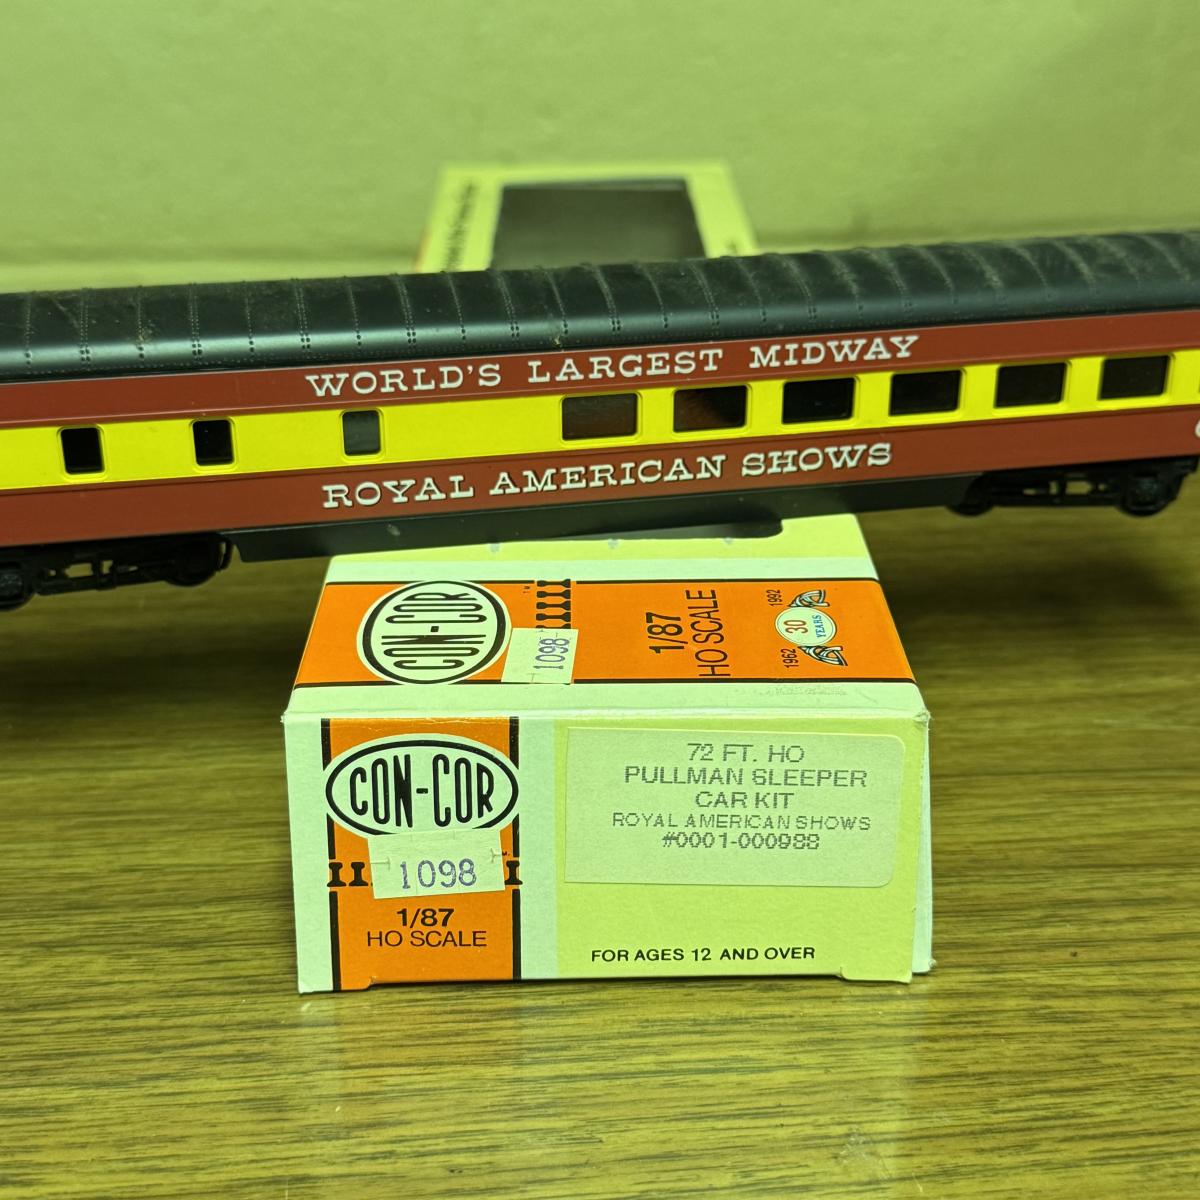 WORLD'S LARGEST MIDWAY
ROYAL AMERICAN SHOWS
CON-COR
1098
1/87
HO SCALE
1962
30
YEARS
1992
CON-COR
1098
1/87
HO SCALE
72 FT. HO
PULLMAN SLEEPER
CAR KIT
ROYAL AMERICAN SHOWS
#0001-000988
FOR AGES 12 AND OVER